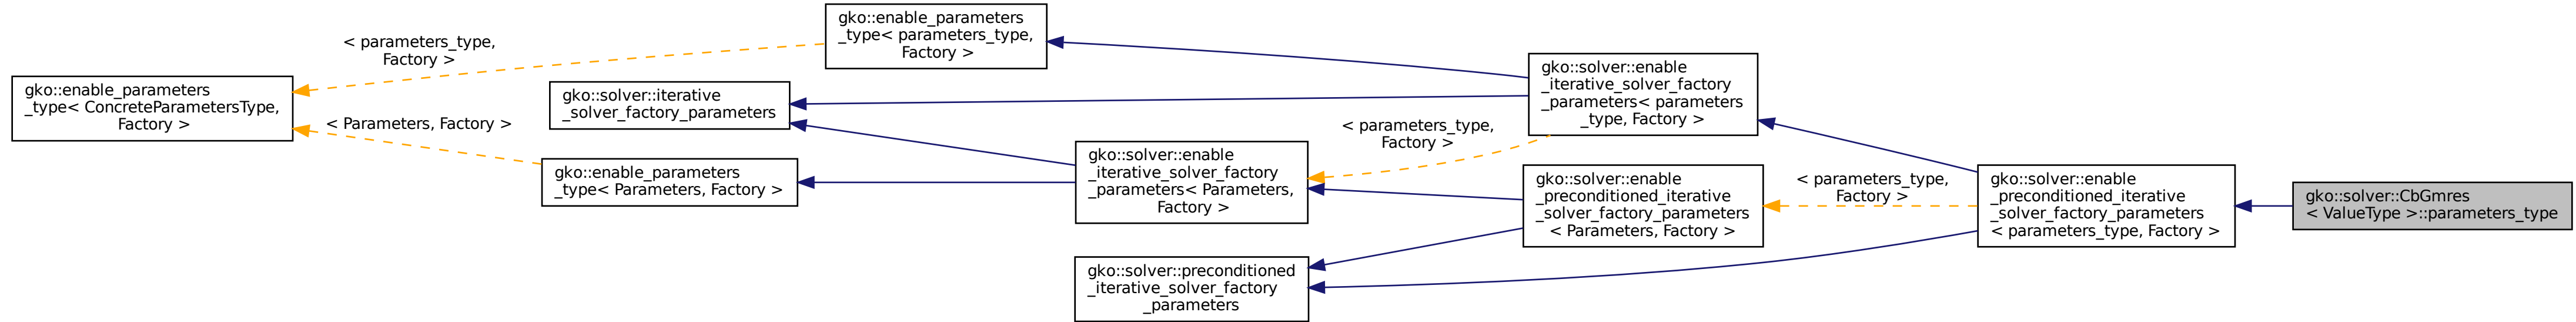 gko::enable_parameters
_type< ConcreteParametersType,
Factory >
< parameters_type,
Factory >
< Parameters, Factory >
gko::solver::iterative
_solver_factory_parameters
gko::enable_parameters
_type< Parameters, Factory >
gko::enable_parameters
_type< parameters_type,
Factory >
gko::solver::enable
_iterative_solver_factory
_parameters< Parameters,
Factory >
gko::solver::preconditioned
_iterative_solver_factory
_parameters
< parameters_type,
Factory >
gko::solver::enable
_iterative_solver_factory
_parameters< parameters
_type, Factory >
gko::solver::enable
_preconditioned_iterative
_solver_factory_parameters
< Parameters, Factory >
< parameters_type,
Factory >
gko::solver::enable
_preconditioned_iterative
_solver_factory_parameters
< parameters_type, Factory >
gko::solver::CbGmres
< ValueType >::parameters_type